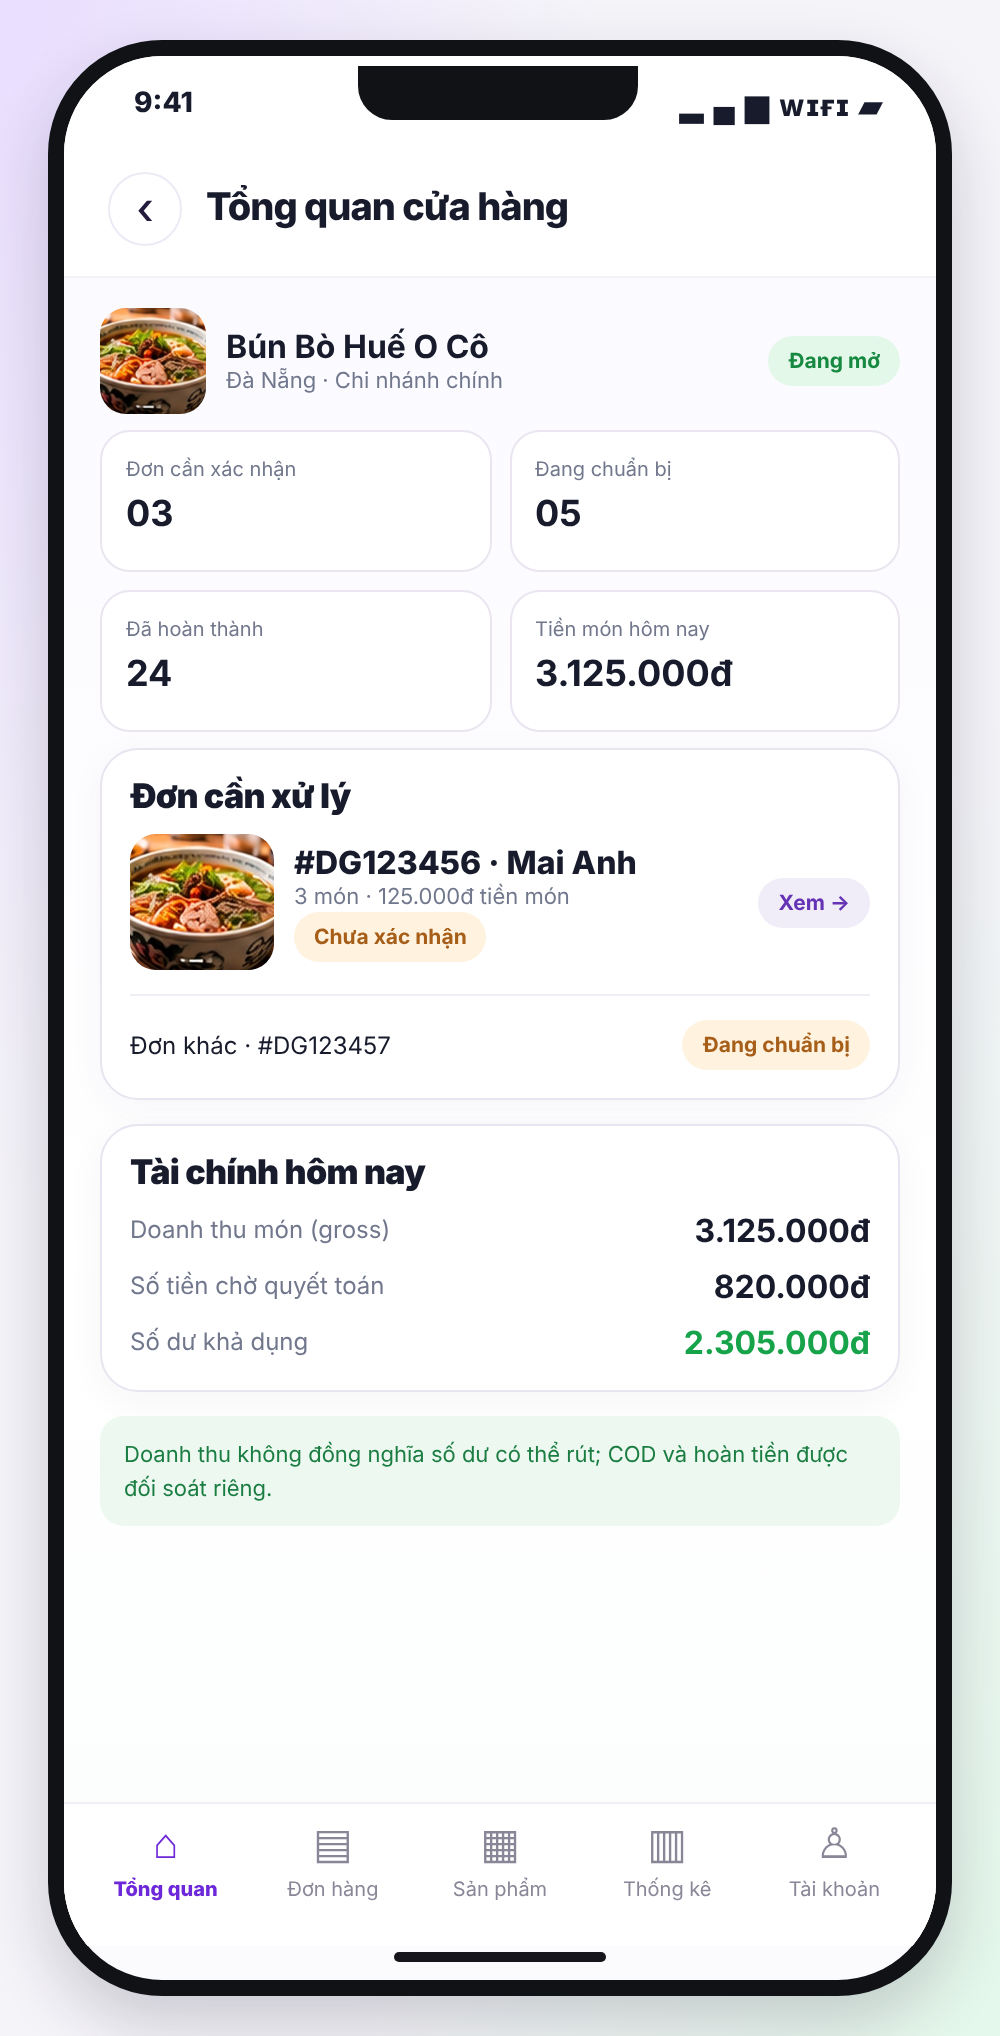 9:41
WIFI
Tổng quan cửa hàng
Bún Bò Huế O Cô
Đà Nẵng · Chi nhánh chính
Đang mở
Đơn cần xác nhận
03
Đang chuẩn bị
05
Đã hoàn thành
24
Tiền món hôm nay
3.125.000đ
Đơn cần xử lý
#DG123456 · Mai Anh
3 món · 125.000đ tiền món
Chưa xác nhận
Xem →
Đơn khác · #DG123457
Đang chuẩn bị
Tài chính hôm nay
Doanh thu món (gross)
3.125.000đ
Số tiền chờ quyết toán
820.000đ
Số dư khả dụng
2.305.000đ
Doanh thu không đồng nghĩa số dư có thể rút; COD và hoàn tiền được
đối soát riêng.
Tổng quan
Đơn hàng
Sản phẩm
Thống kê
Tài khoản